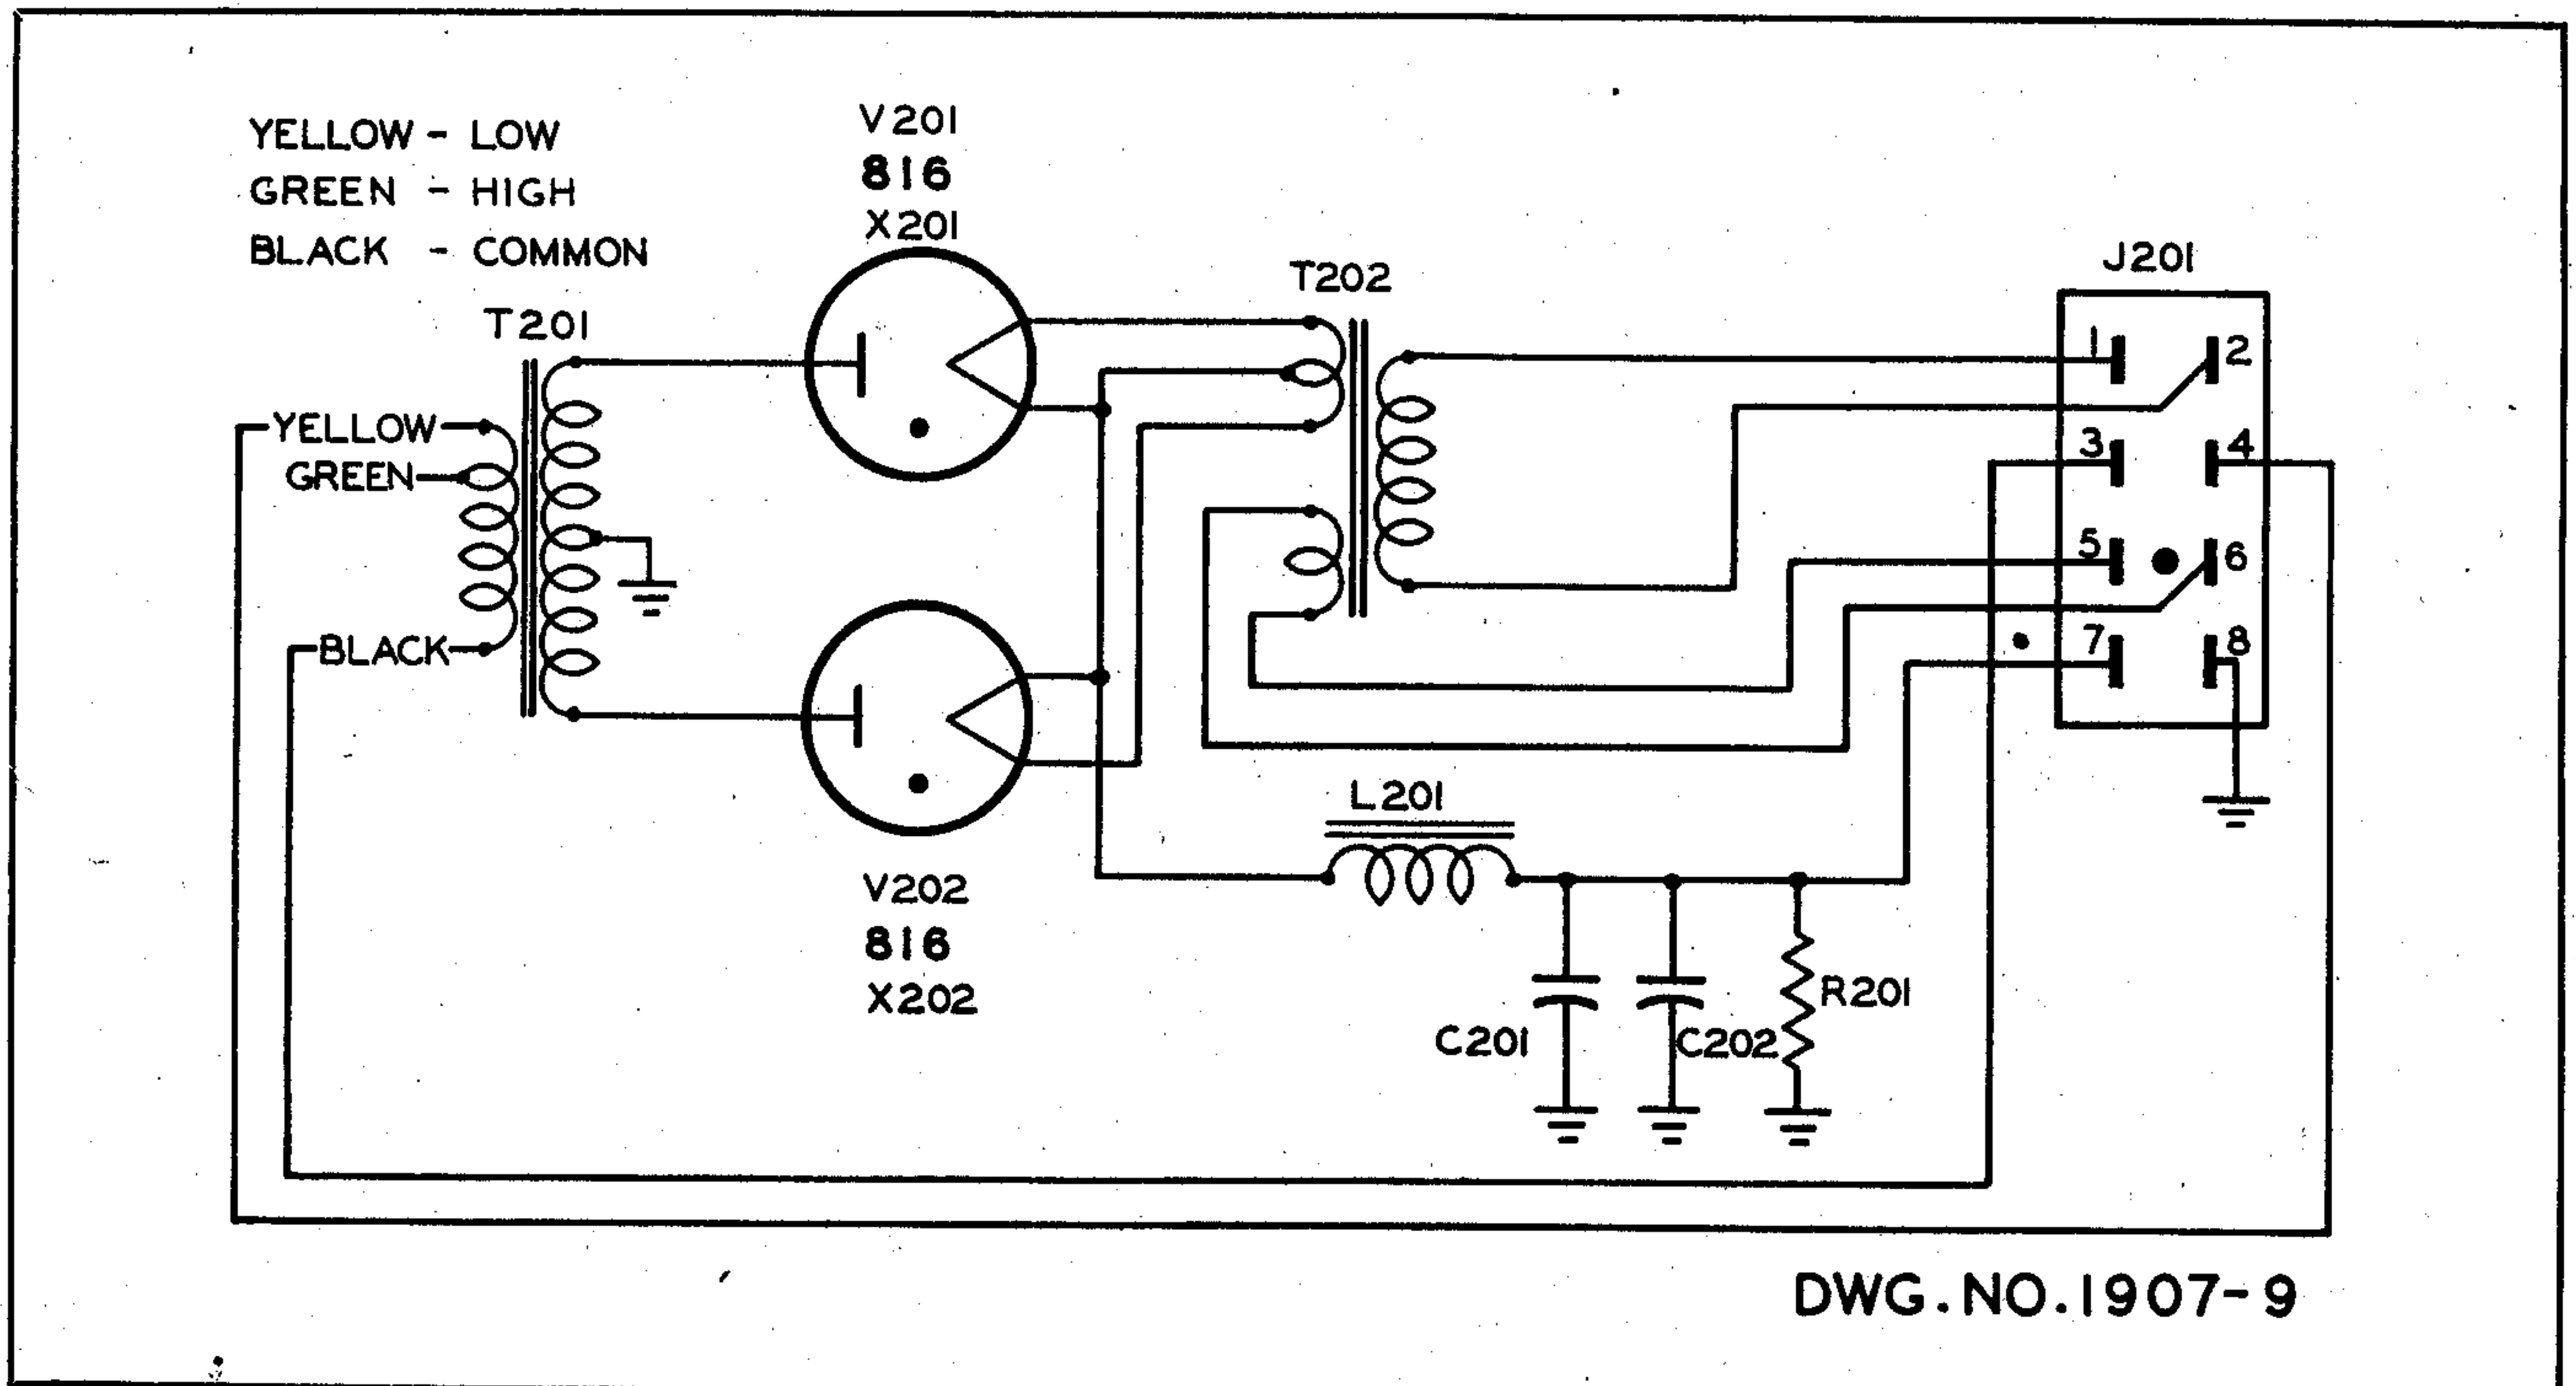 YELLOW - LOW
GREEN - HIGH
BLACK - COMMON
V201
816
X201
T201
T202
J201
YELLOW
GREEN
BLACK
1
2
3
4
5
6
7
8
L201
V202
816
X202
C201
C202
R201
DWG.NO.1907-9